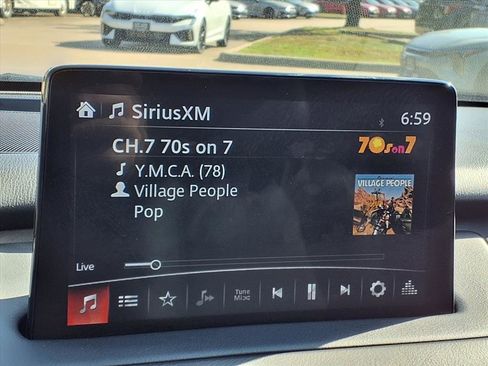 SiriusXM
6:59
CH.7 70s on 7
70s on 7
Y.M.C.A. (78)
Village People
VILLAGE PEOPLE
Pop
Live
Tune
Mix